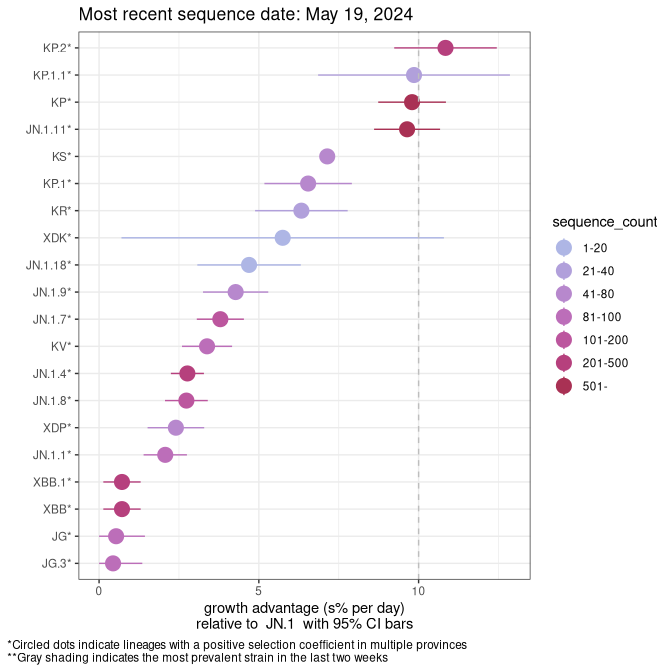 Most recent sequence date: May 19, 2024
KP.2*
KP.1.1*
KP*
JN.1.11*
KS*
KP.1*
KR*
XDK*
JN.1.18*
JN.1.9*
JN.1.7*
KV*
JN.1.4*
JN.1.8*
XDP*
JN.1.1*
XBB.1*
XBB*
JG*
JG.3*
0 5 10
growth advantage (s% per day)
relative to JN.1 with 95% CI bars
sequence_count
1-20
21-40
41-80
81-100
101-200
201-500
501-
*Circled dots indicate lineages with a positive selection coefficient in multiple provinces
**Gray shading indicates the most prevalent strain in the last two weeks